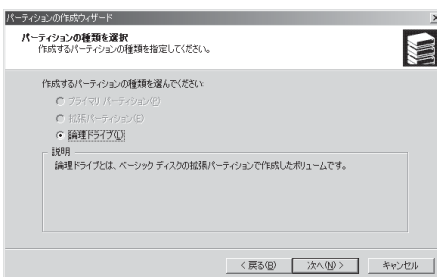 パーティションの作成ウィザード
パーティションの種類を選択
作成するパーティションの種類を指定してください。
作成するパーティションの種類を選んでください:
プライマリ パーティション(P)
拡張パーティション(E)
論理ドライブ(L)
説明
論理ドライブとは、ベーシック ディスクの拡張パーティションで作成したボリュームです。
< 戻る(B)
次へ(N) >
キャンセル